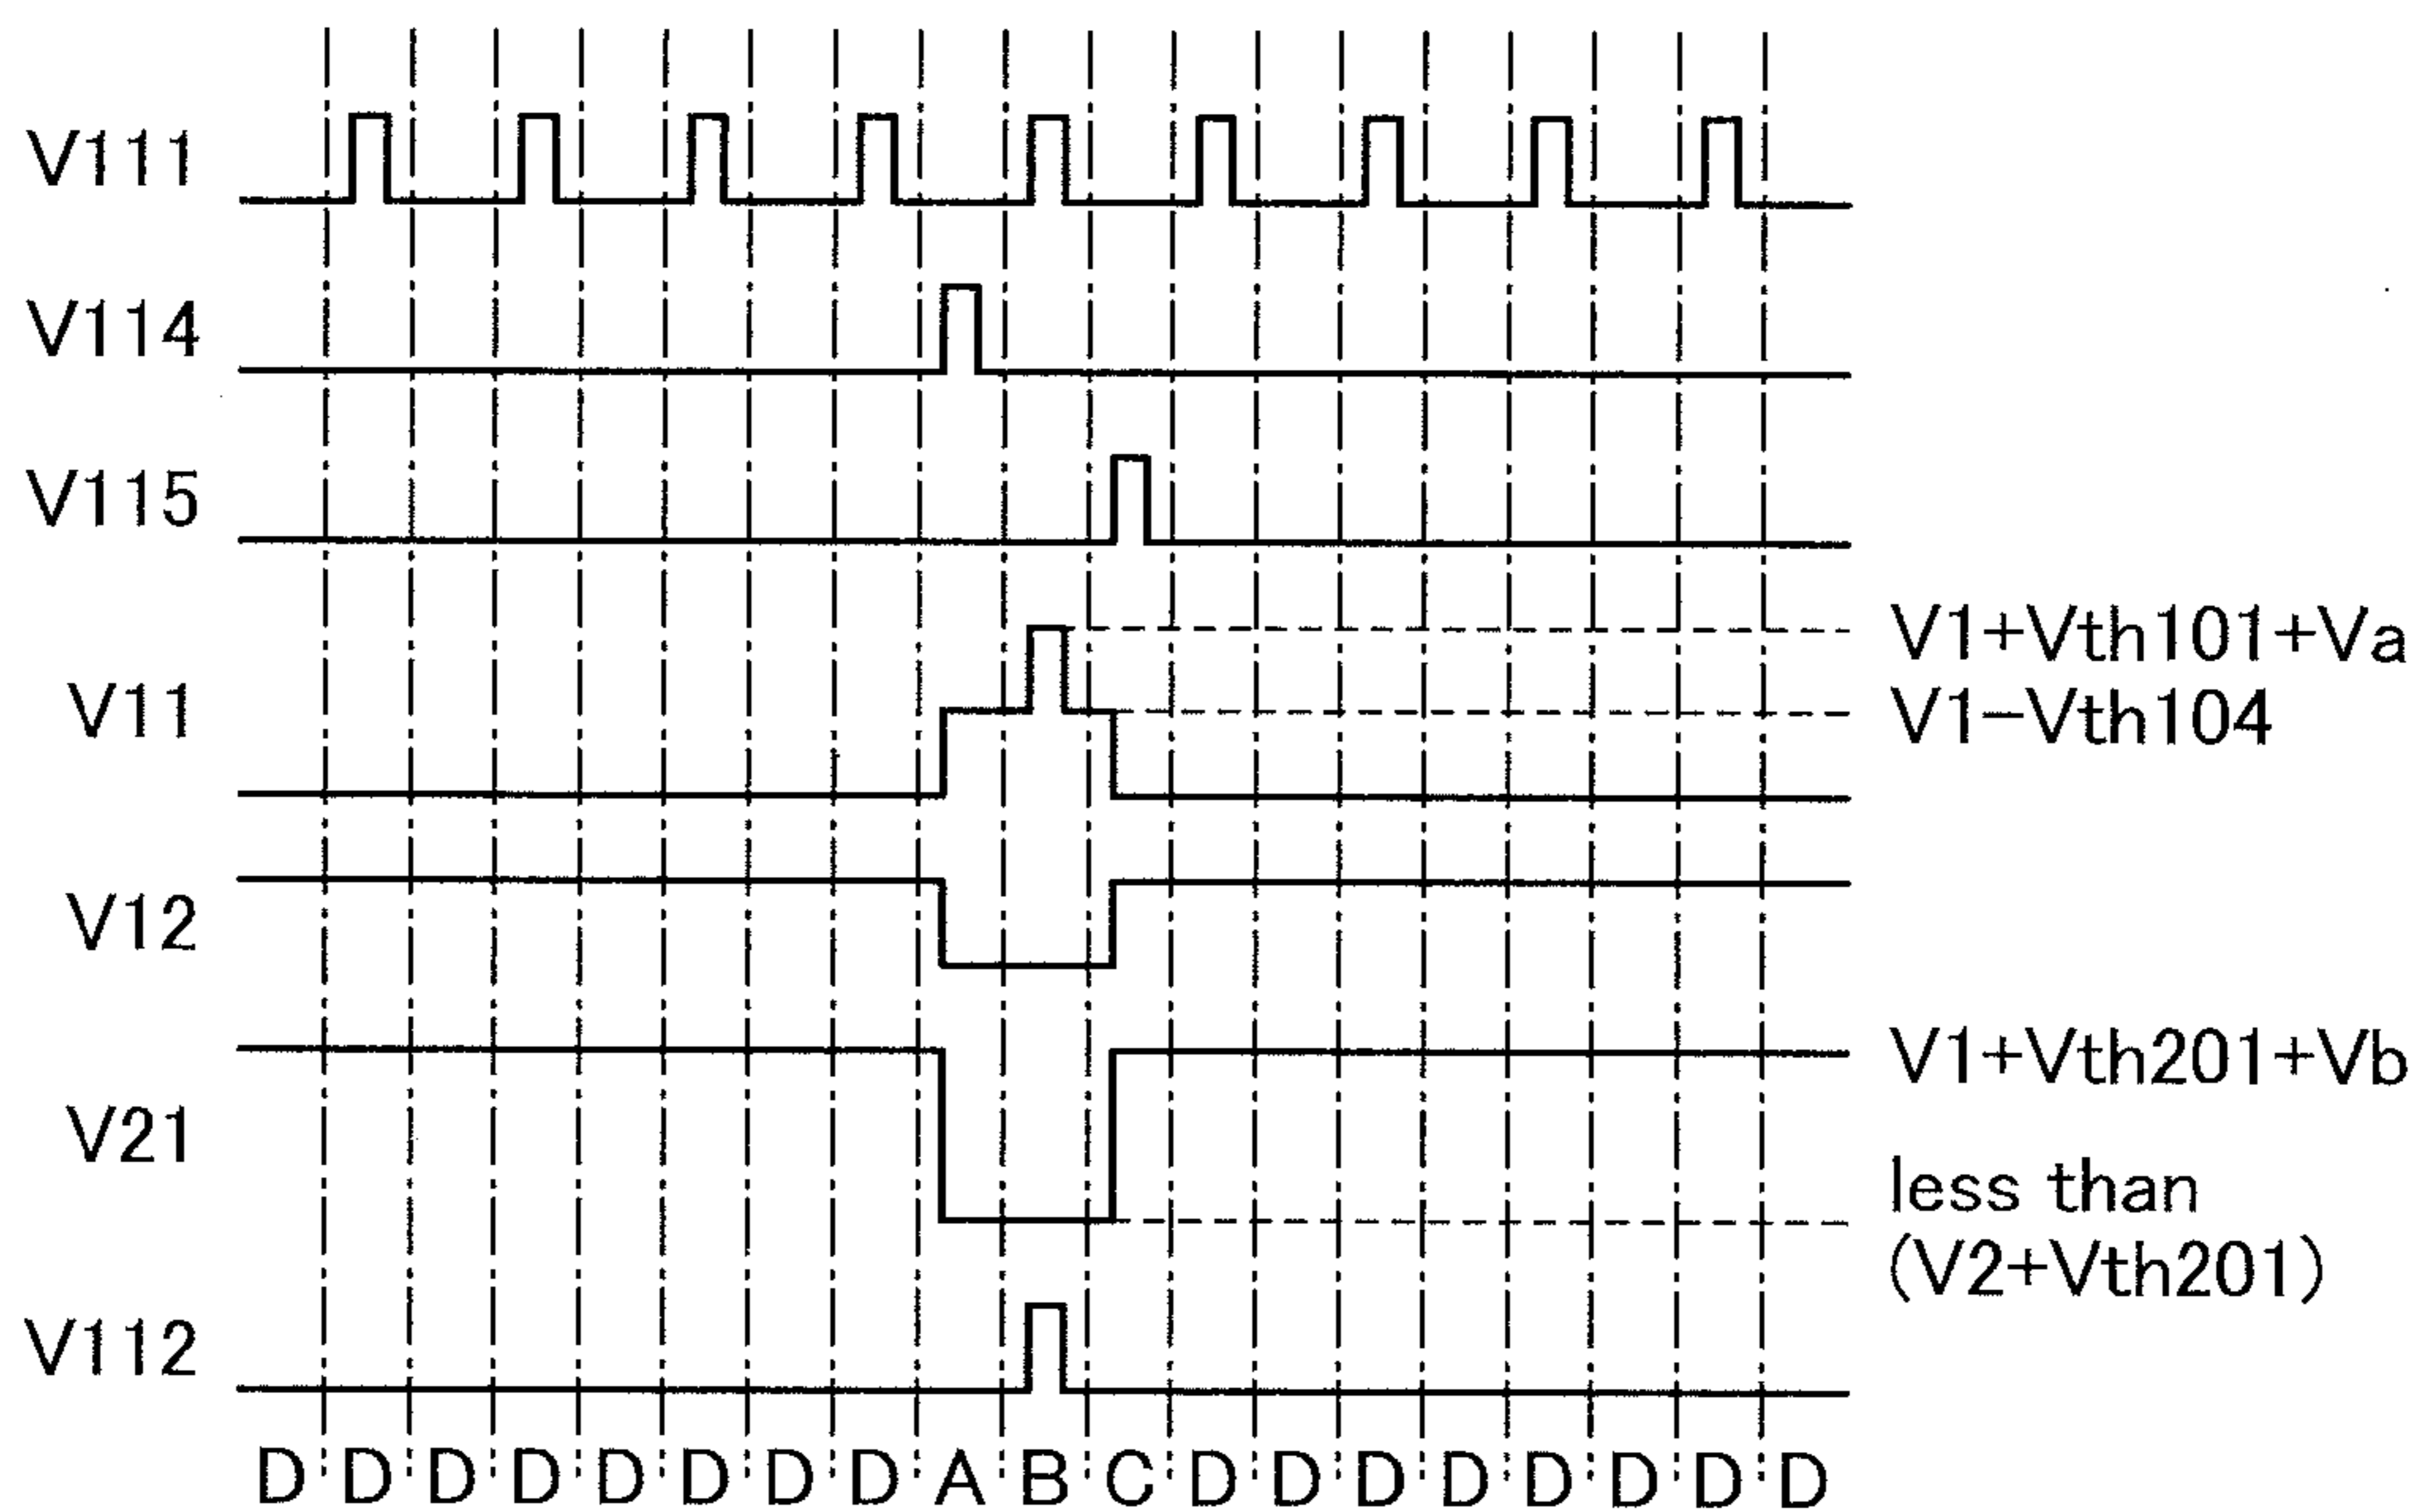 V111
V114
V115
V1+Vth101+Va
V11
V1-Vth104
V12
V1+Vth201+Vb
V21
less than
(V2+Vth201)
V112
D D D D D D D D A B C D D D D D D D D